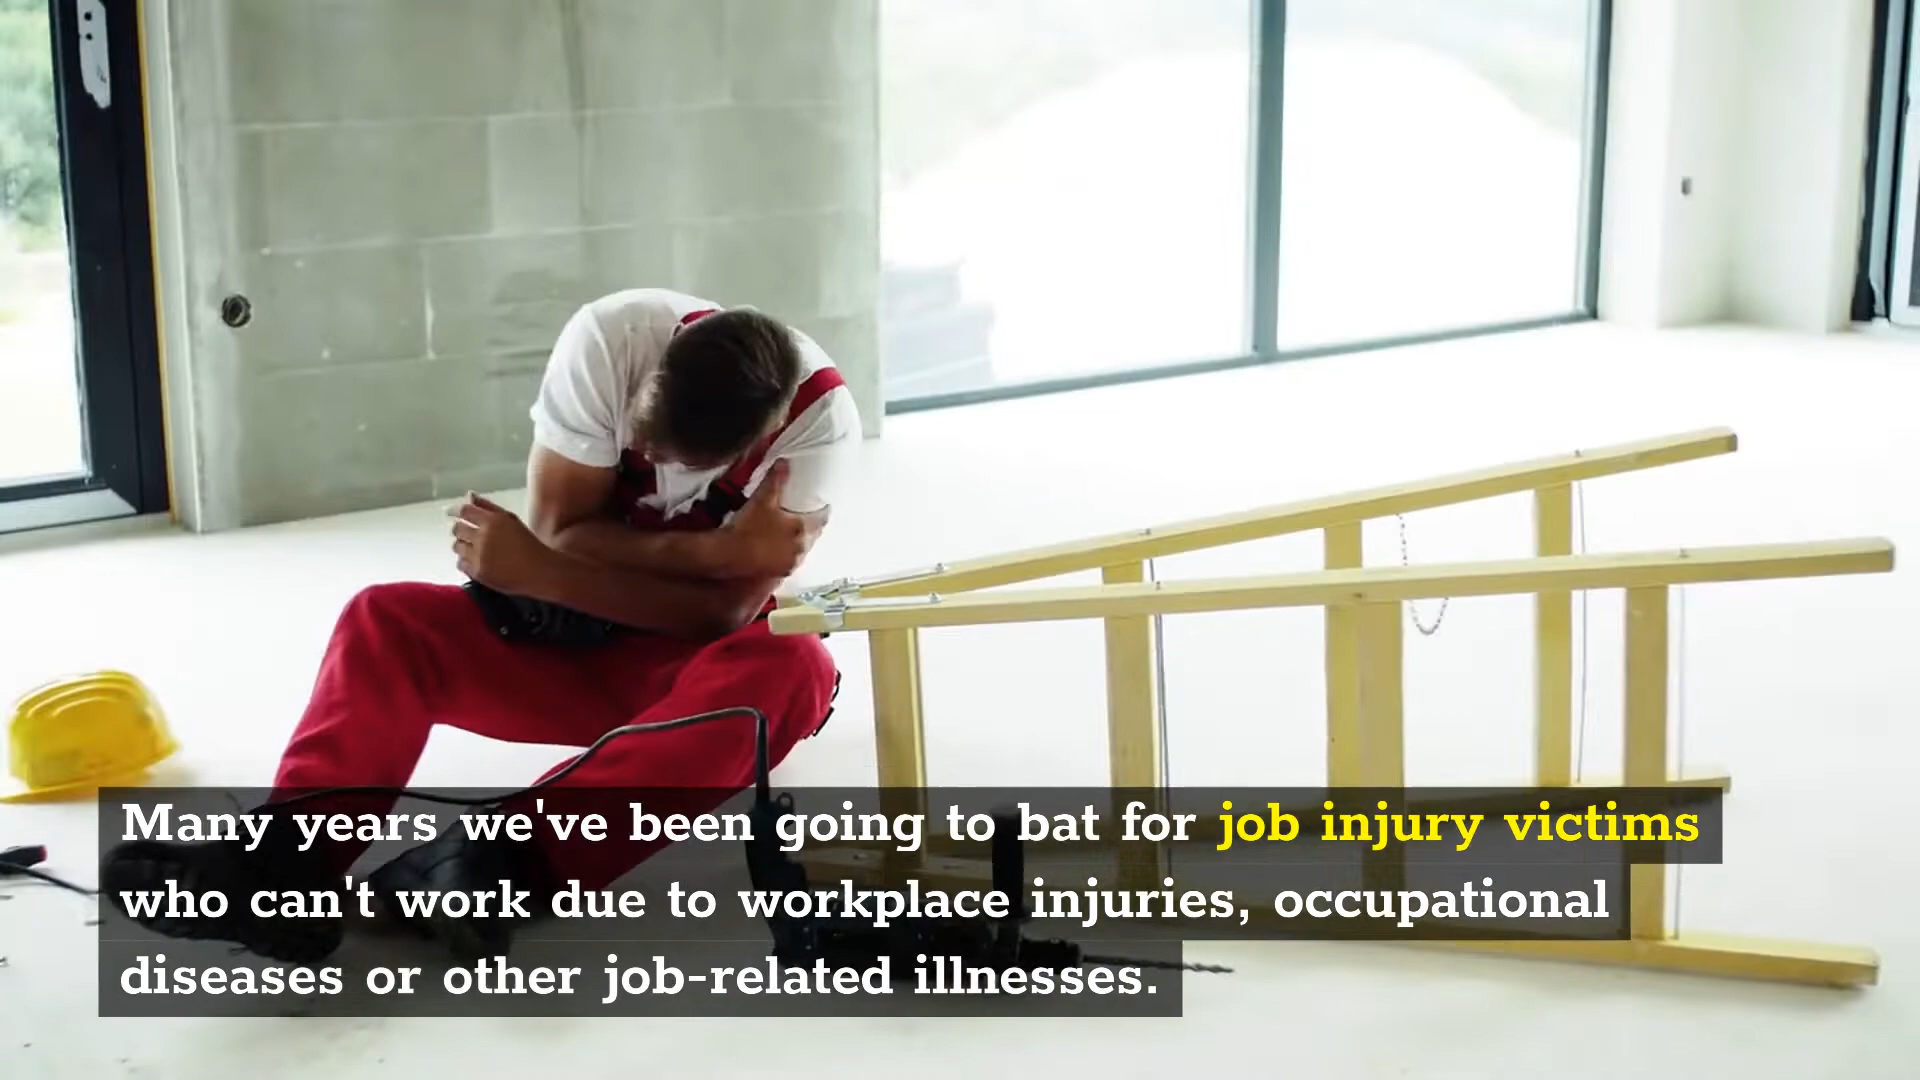 Many years we've been going to bat for job injury victims
who can't work due to workplace injuries, occupational
diseases or other job-related illnesses.